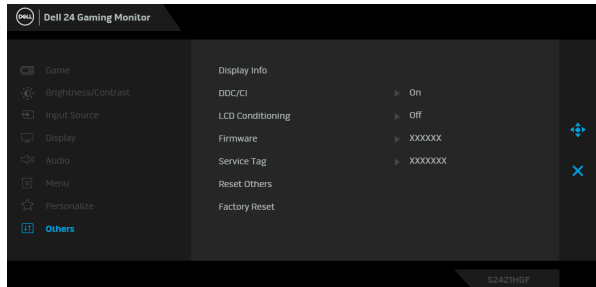 DELL
Dell 24 Gaming Monitor
Game
Brightness/Contrast
Input Source
Display
Audio
Menu
Personalize
Others
Display Info
DDC/CI On
LCD Conditioning Off
Firmware XXXXXX
Service Tag XXXXXXX
Reset Others
Factory Reset
S2421HGF